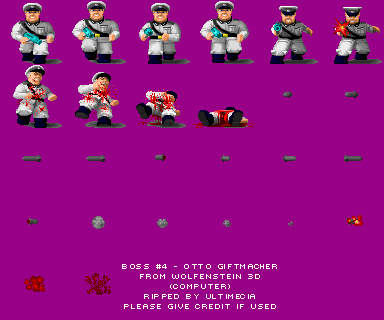 BOSS #4 - OTTO GIFTMACHER
FROM WOLFENSTEIN 3D
(COMPUTER)
RIPPED BY ULTIMECIA
PLEASE GIVE CREDIT IF USED